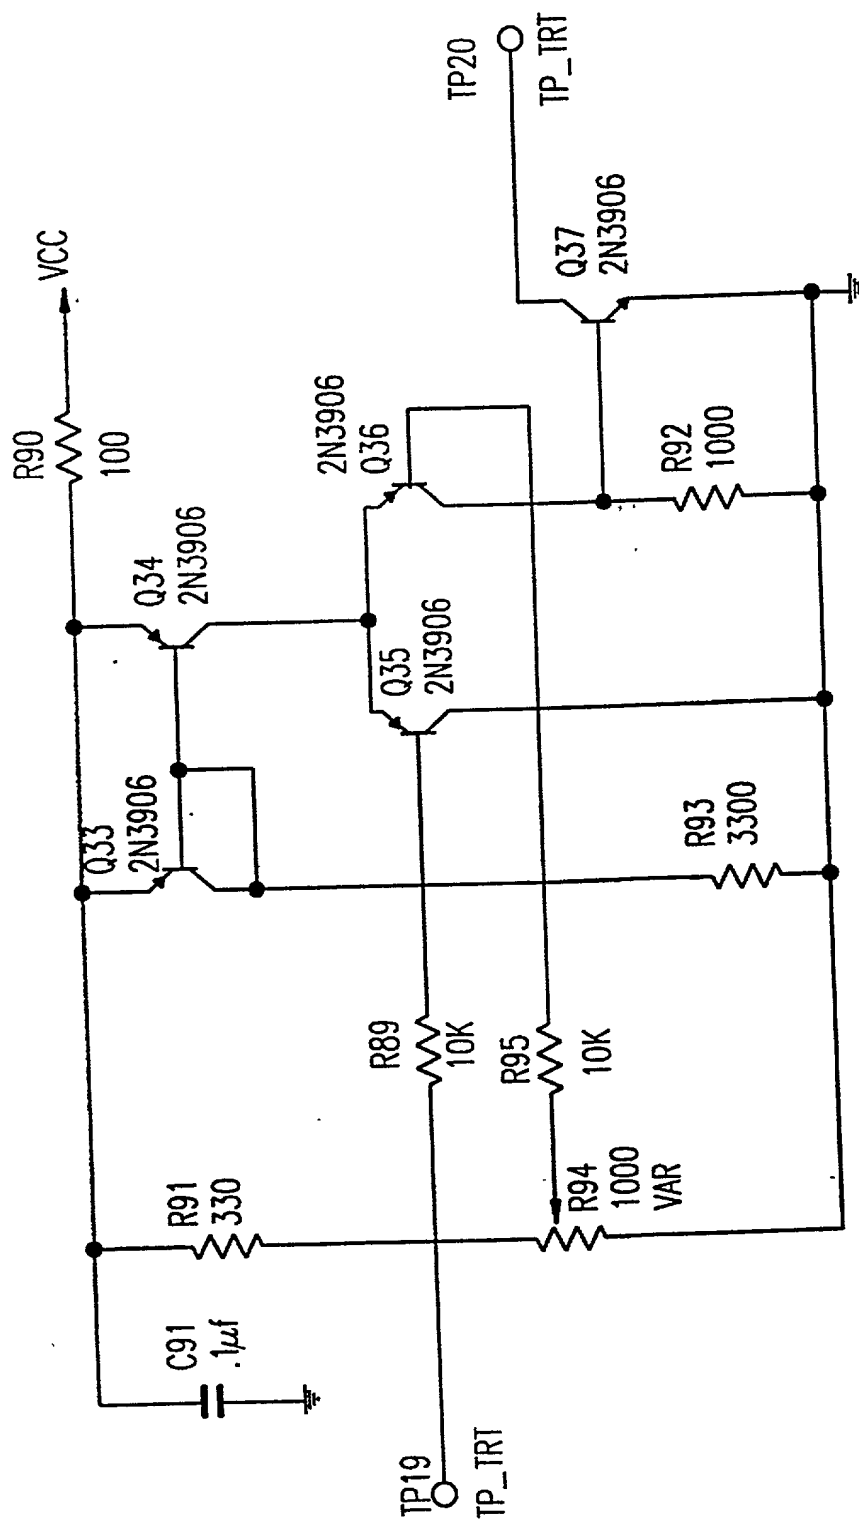 R90
100
VCC
Q34
2N3906
Q33
2N3906
C91
.1µf
R91
330
Q35
2N3906
2N3906
Q36
TP20
TP_TRT
Q37
2N3906
R92
1000
R93
3300
R89
10K
R95
10K
R94
1000
VAR
TP19
TP_TRT